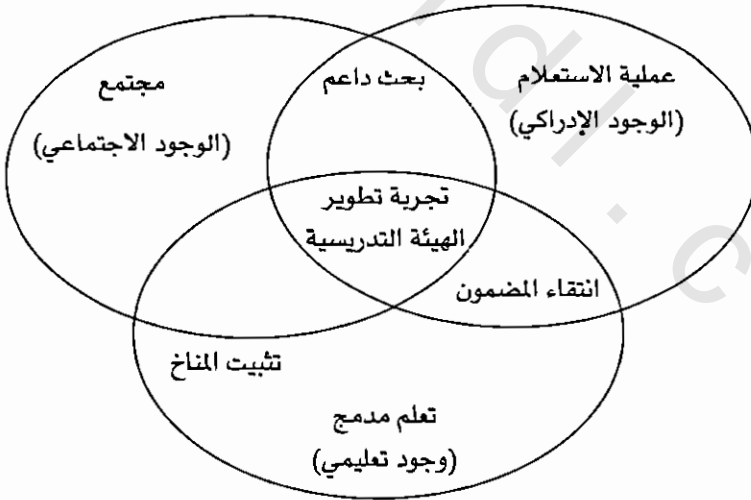 عملية الاستعلام
(الوجود الإدراكي)
بحث داعم
مجتمع
(الوجود الاجتماعي)
تجربة تطوير
الهيئة التدريسية
انتقاء المضمون
تثبيت المناخ
تعلم مدمج
(وجود تعليمي)